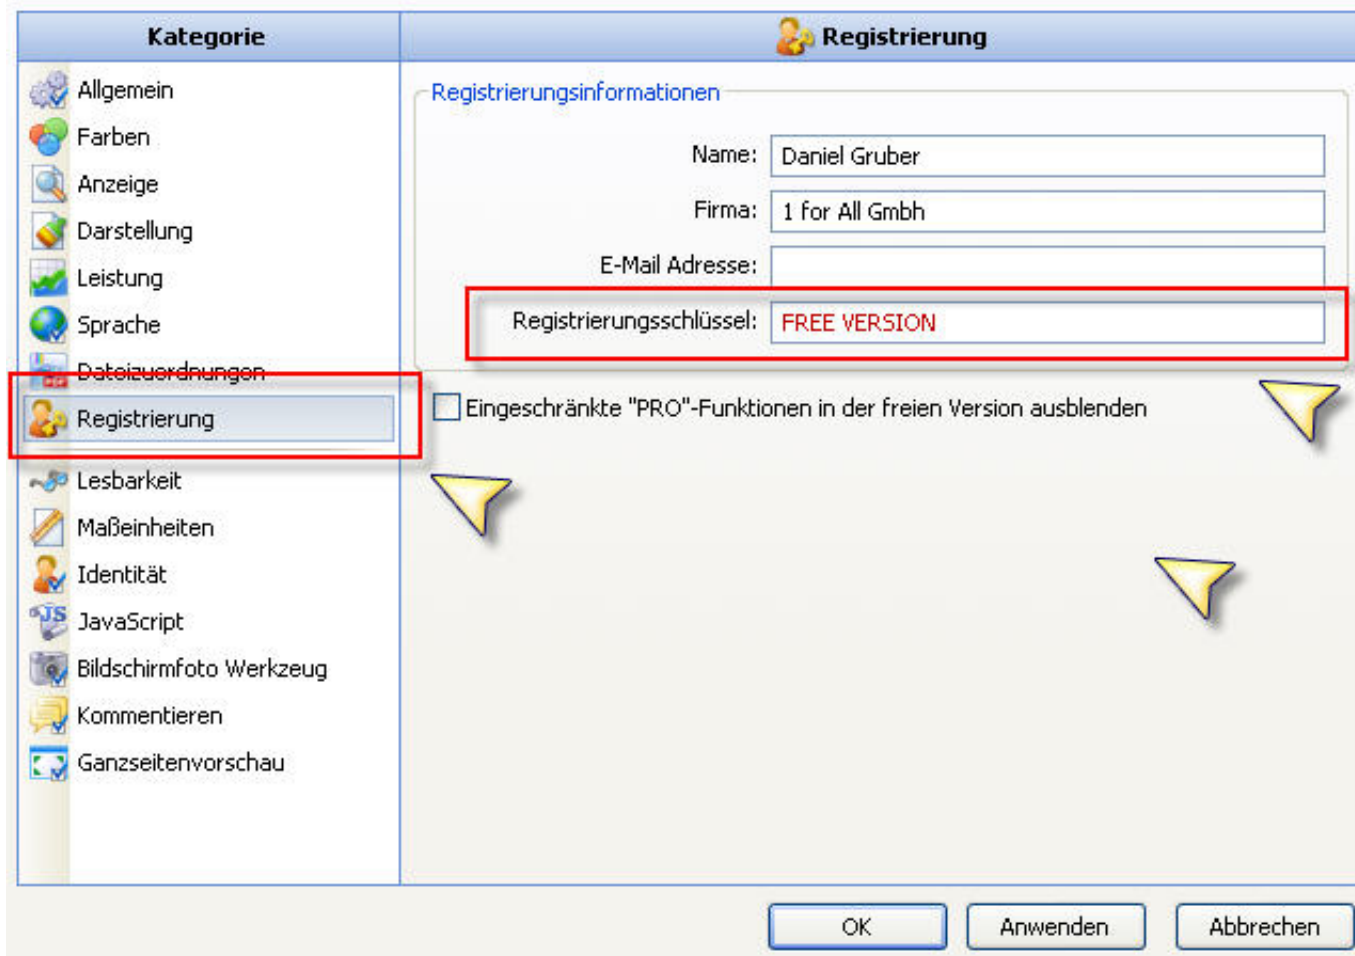 Kategorie
Registrierung
Allgemein
Farben
Anzeige
Darstellung
Leistung
Sprache
Dateizuordnungen
Registrierung
Lesbarkeit
Maßeinheiten
Identität
JS
JavaScript
Bildschirmfoto Werkzeug
Kommentieren
Ganzseitenvorschau
Registrierungsinformationen
Name: Daniel Gruber
Firma: 1 for All Gmbh
E-Mail Adresse:
Registrierungsschlüssel: FREE VERSION
Eingeschränkte "PRO"-Funktionen in der freien Version ausblenden
OK Anwenden Abbrechen